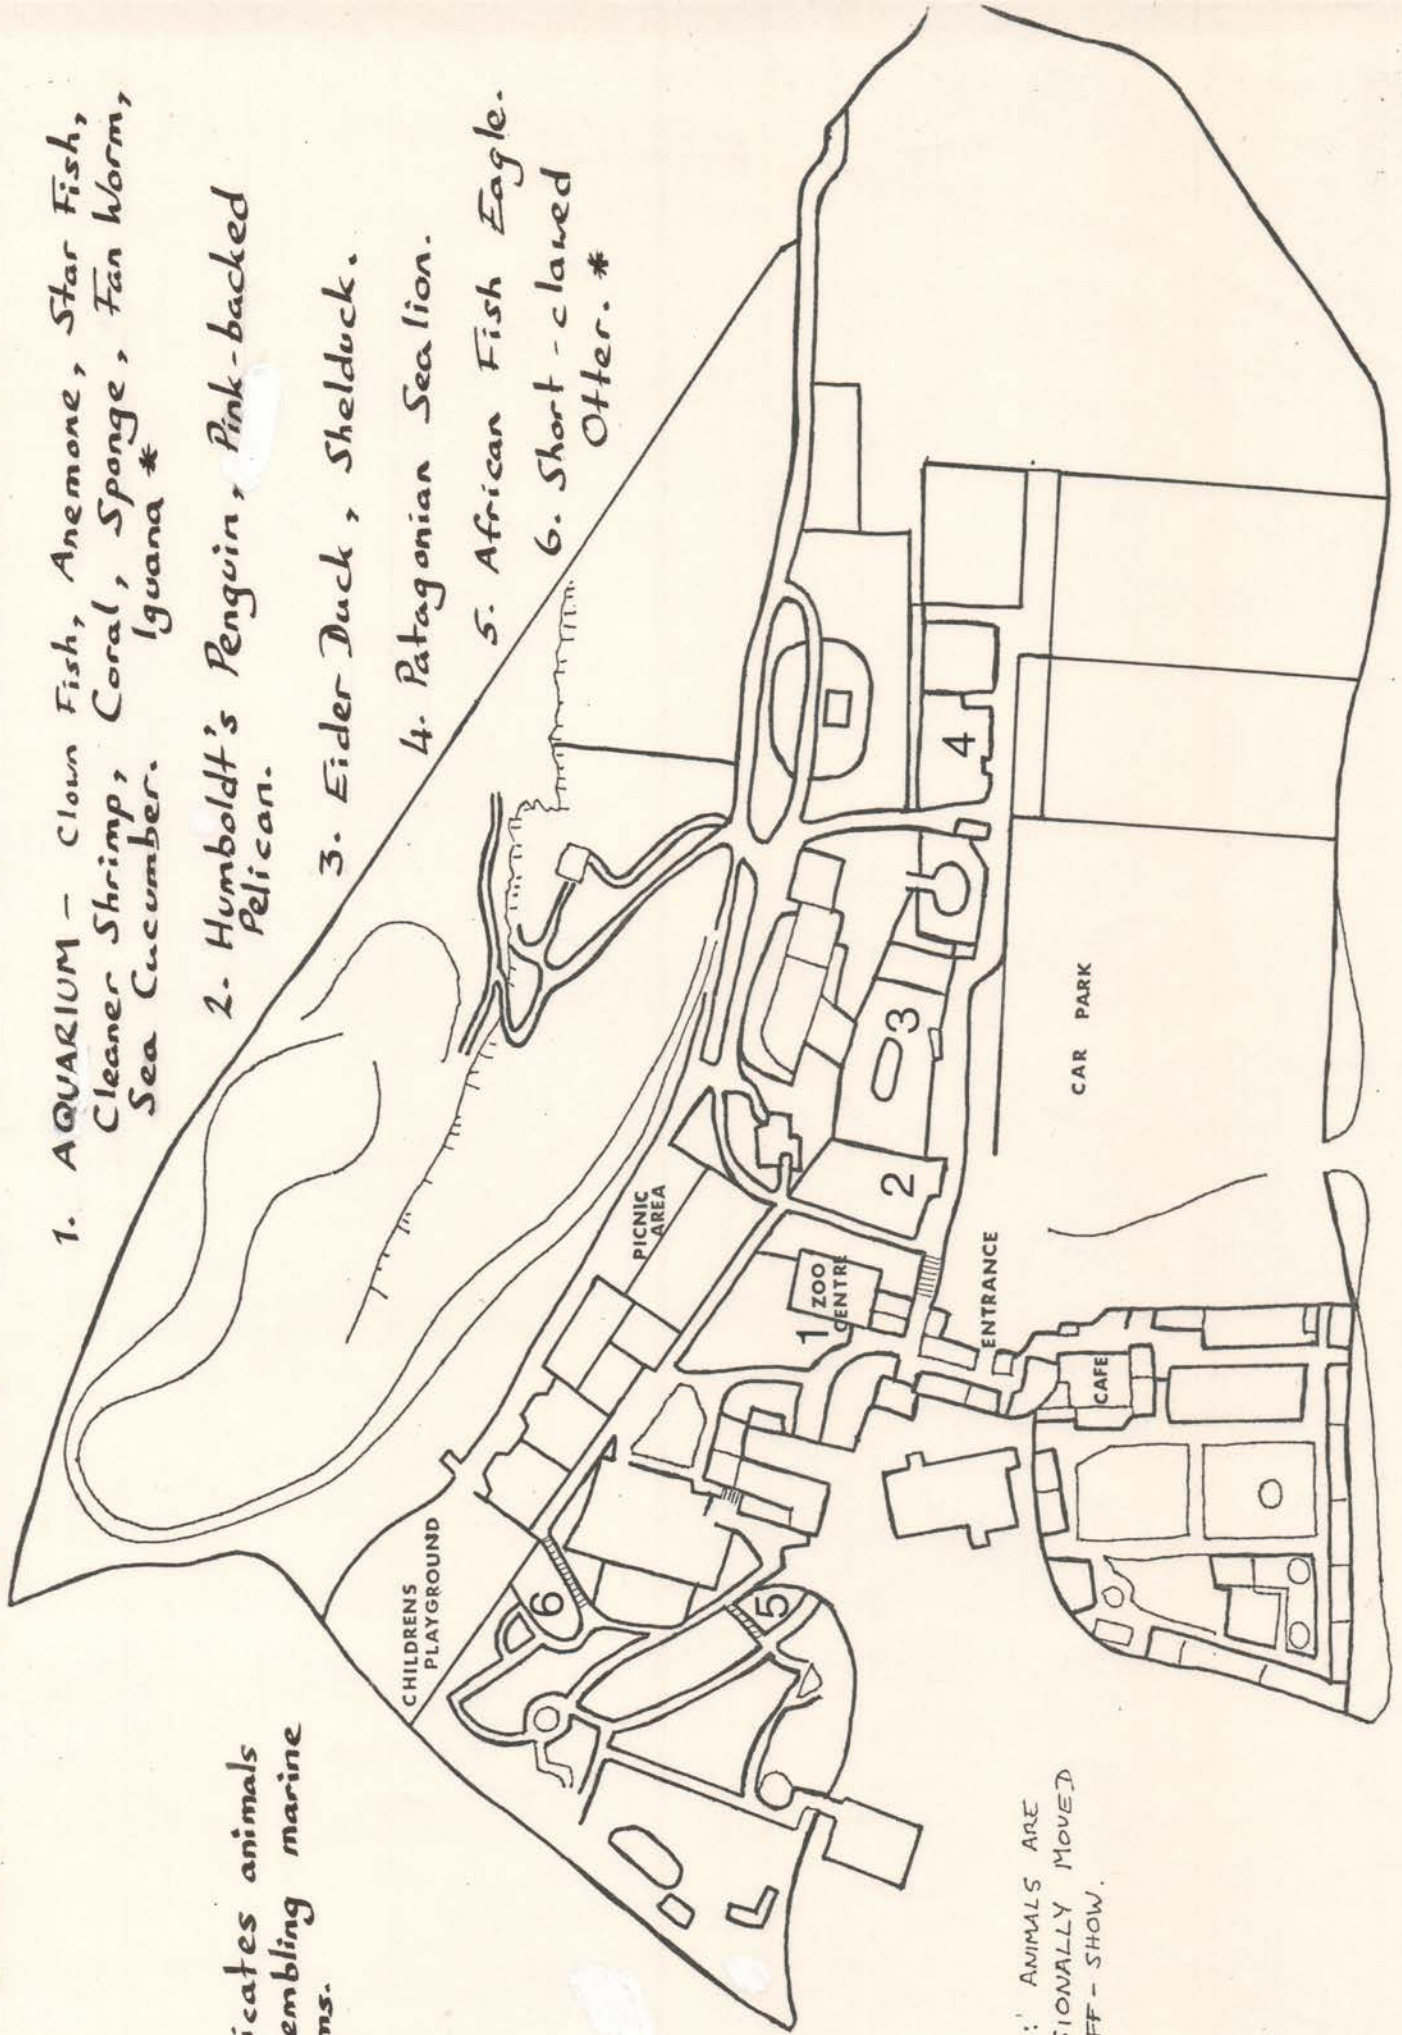 1. AQUARIUM – Clown Fish, Anemone, Star Fish,
Cleaner Shrimp, Coral, Sponge, Fan Worm,
Sea Cucumber. Iguana *
2. Humboldt's Penguin, Pink-backed
Pelican.
3. Eider Duck, Shelduck.
4. Patagonian Sealion.
5. African Fish Eagle.
6. Short-clawed
Otter. *
icates animals
embling marine
ns.
CHILDRENS
PLAYGROUND
PICNIC
AREA
6
5
1
ZOO
CENTRE
2
3
4
ENTRANCE
CAFE
CAR PARK
: ANIMALS ARE
SIONALLY MOVED
FF-SHOW.